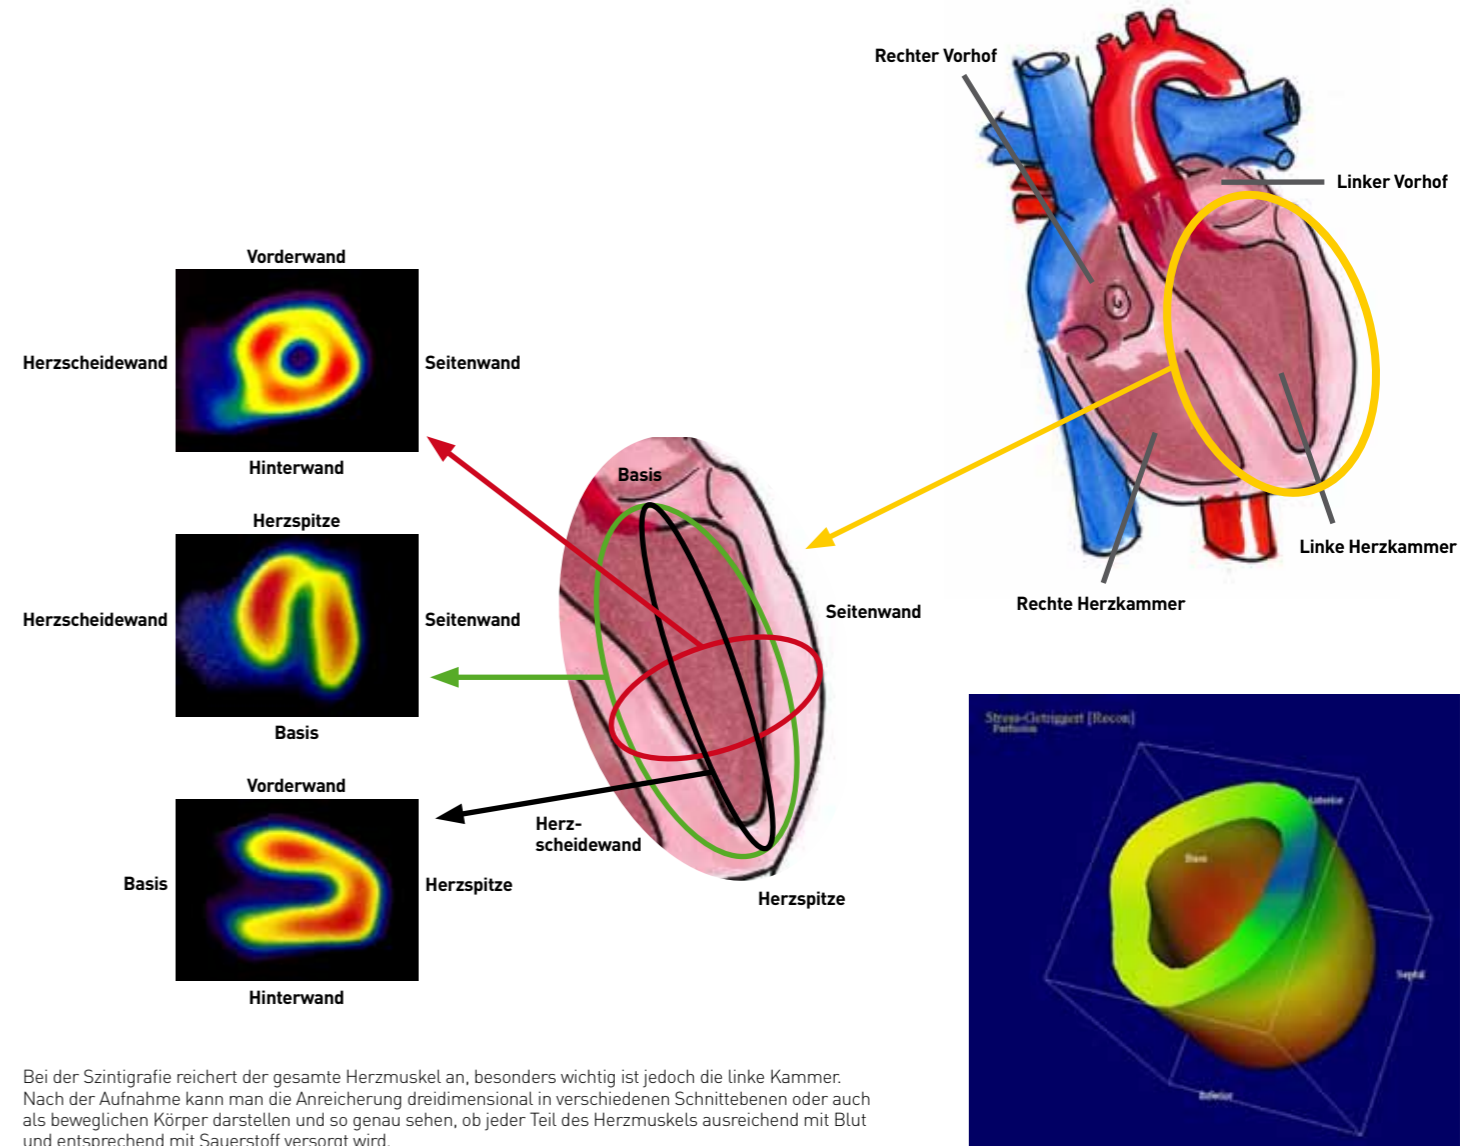 Rechter Vorhof
Linker Vorhof
Linke Herzkammer
Rechte Herzkammer
Vorderwand
Herzscheidewand
Seitenwand
Hinterwand
Herzspitze
Herzscheidewand
Seitenwand
Basis
Vorderwand
Basis
Herzspitze
Hinterwand
Basis
Seitenwand
Herz-
scheidewand
Herzspitze
Stress-Getriggert [Recon]
Perfusion
Anterior
Basis
Septal
Inferior
Bei der Szintigrafie reichert der gesamte Herzmuskel an, besonders wichtig ist jedoch die linke Kammer.
Nach der Aufnahme kann man die Anreicherung dreidimensional in verschiedenen Schnittebenen oder auch
als beweglichen Körper darstellen und so genau sehen, ob jeder Teil des Herzmuskels ausreichend mit Blut
und entsprechend mit Sauerstoff versorgt wird.